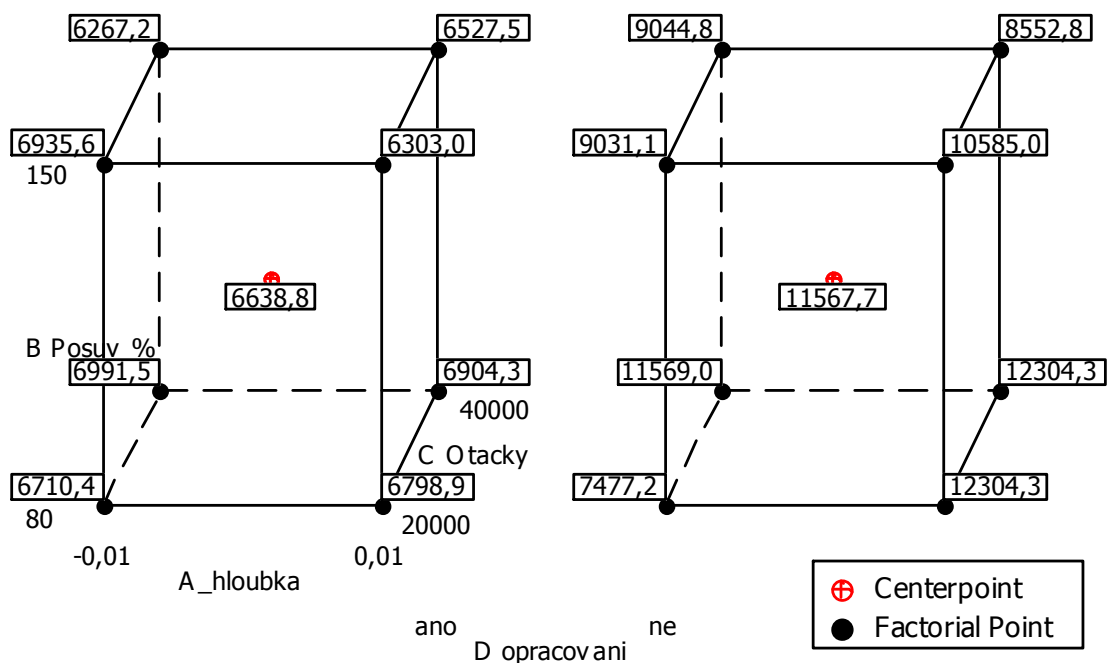 6267,2 6527,5 9044,8 8552,8
6935,6 6303,0 9031,1 10585,0
150
6638,8 11567,7
B Posuv %
6991,5 6904,3 11569,0 12304,3
40000
C Otacky
6710,4 6798,9 7477,2 12304,3
80 20000
-0,01 0,01
A_hloubka
Centerpoint
ano ne Factorial Point
D opracovani